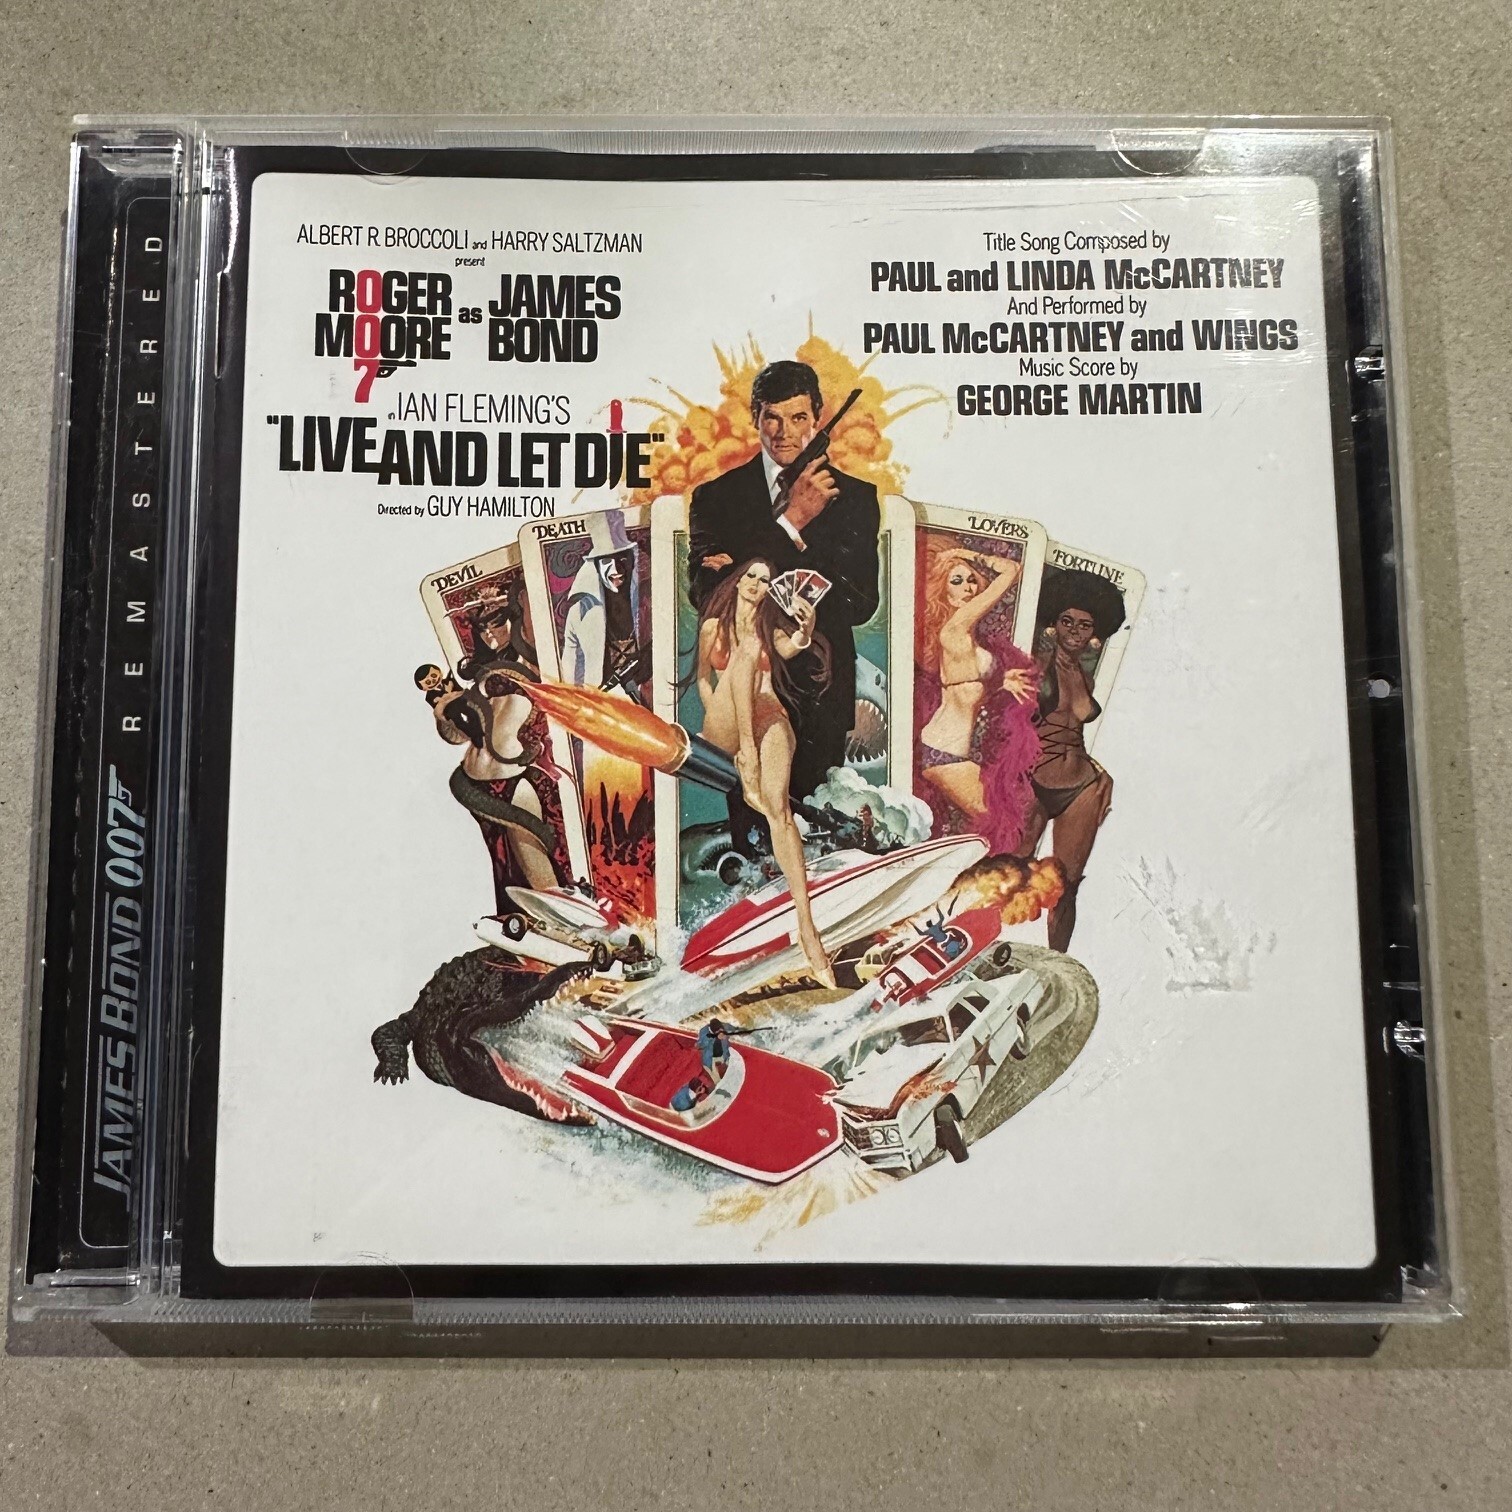 JAMES BOND 007 REMASTERED
ALBERT R. BROCCOLI and HARRY SALTZMAN
present
ROGER MOORE as JAMES BOND
007
in IAN FLEMING'S
"LIVE AND LET DIE"
Directed by GUY HAMILTON
Title Song Composed by
PAUL and LINDA McCARTNEY
And Performed by
PAUL McCARTNEY and WINGS
Music Score by
GEORGE MARTIN
DEVIL
DEATH
LOVERS
FORTUNE